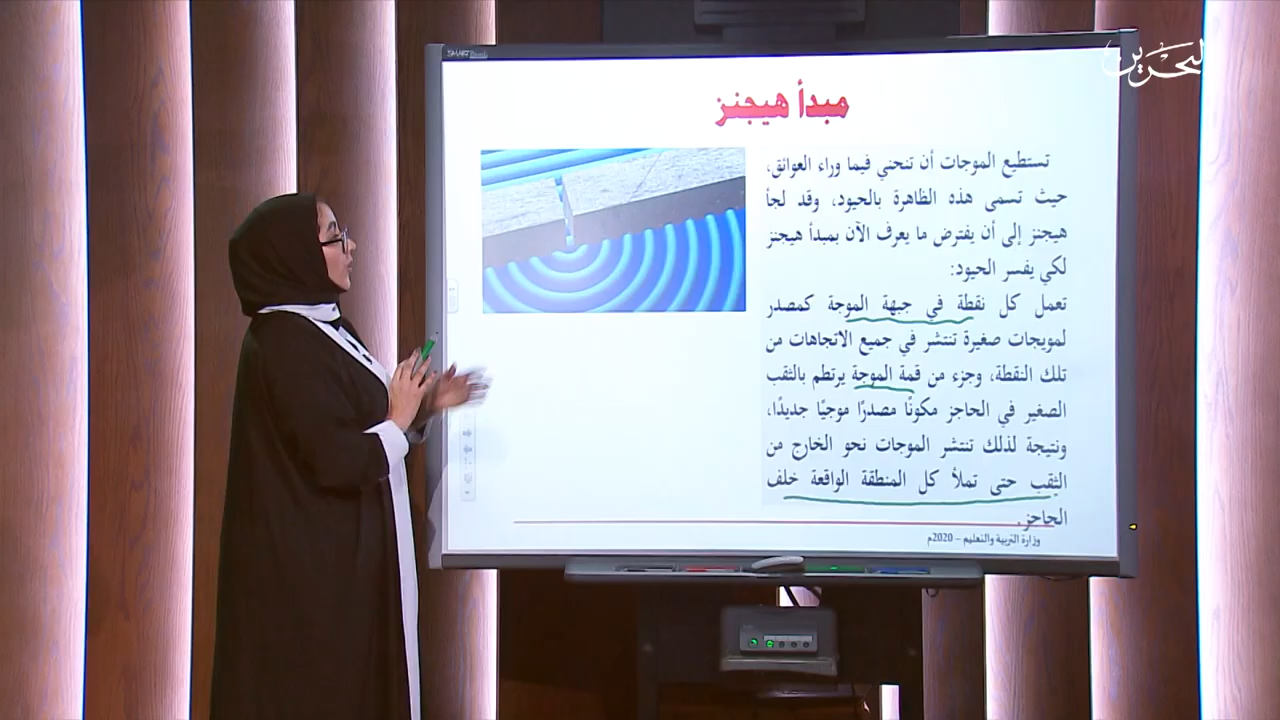 البحرين
SMART
مبدأ هيجنز
تستطيع الموجات أن تنحني فيما وراء العوائق،
حيث تسمى هذه الظاهرة بالحيود، وقد لجأ
هيجنز إلى أن يفترض ما يعرف الآن بمبدأ هيجنز
لكي يفسر الحيود:
تعمل كل نقطة في جبهة الموجة كمصدر
لمويجات صغيرة تنتشر في جميع الاتجاهات من
تلك النقطة، وجزء من قمة الموجة يرتطم بالثقب
الصغير في الحاجز مكونًا مصدرًا موجيًا جديدًا،
ونتيجة لذلك تنتشر الموجات نحو الخارج من
الثقب حتى تملأ كل المنطقة الواقعة خلف
الحاجز.
وزارة التربية والتعليم – 2020م